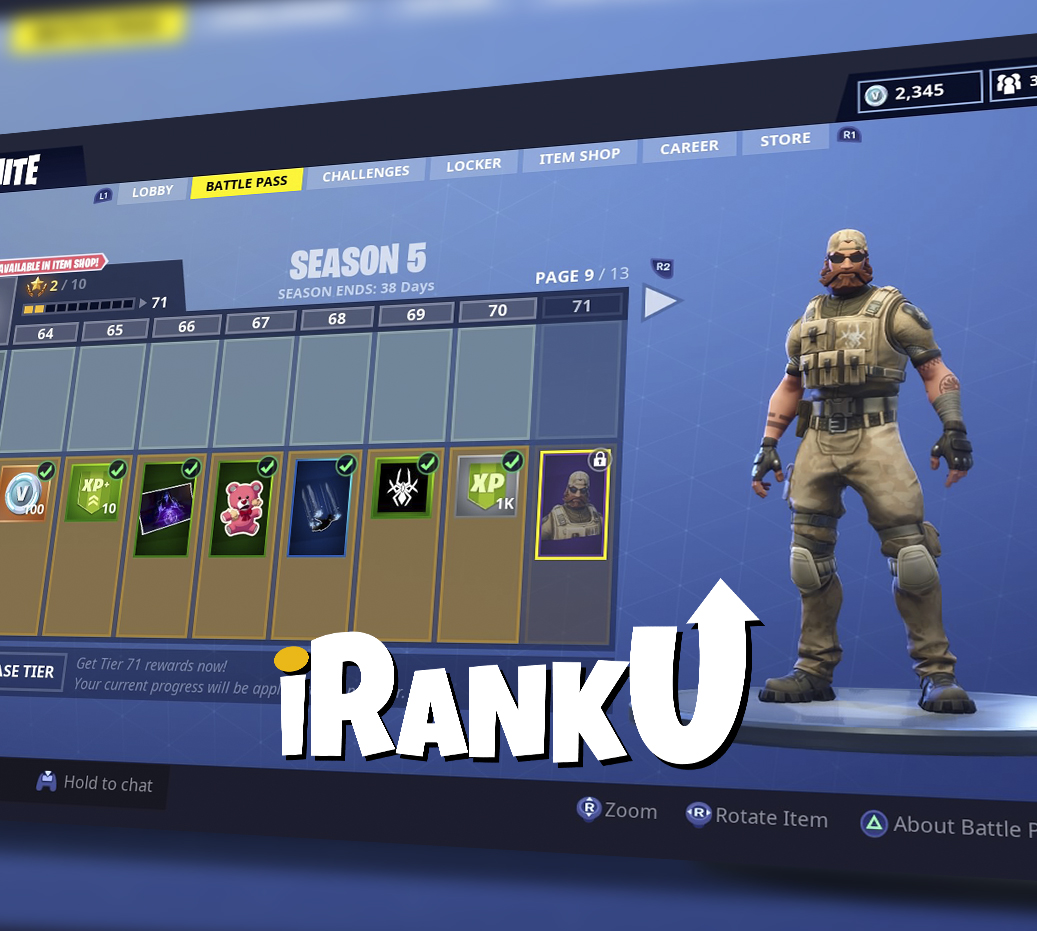 2,345
3
ITE
L1 LOBBY BATTLE PASS CHALLENGES LOCKER ITEM SHOP CAREER STORE R1
AVAILABLE IN ITEM SHOP!
SEASON 5
SEASON ENDS: 38 Days
PAGE 9 / 13
R2
2 / 10
71
64 65 66 67 68 69 70 71
V
100
XP+
10
XP
1K
ASE TIER
Get Tier 71 rewards now!
Your current progress will be appl
iRANKU
Hold to chat
R Zoom
R Rotate Item
About Battle P